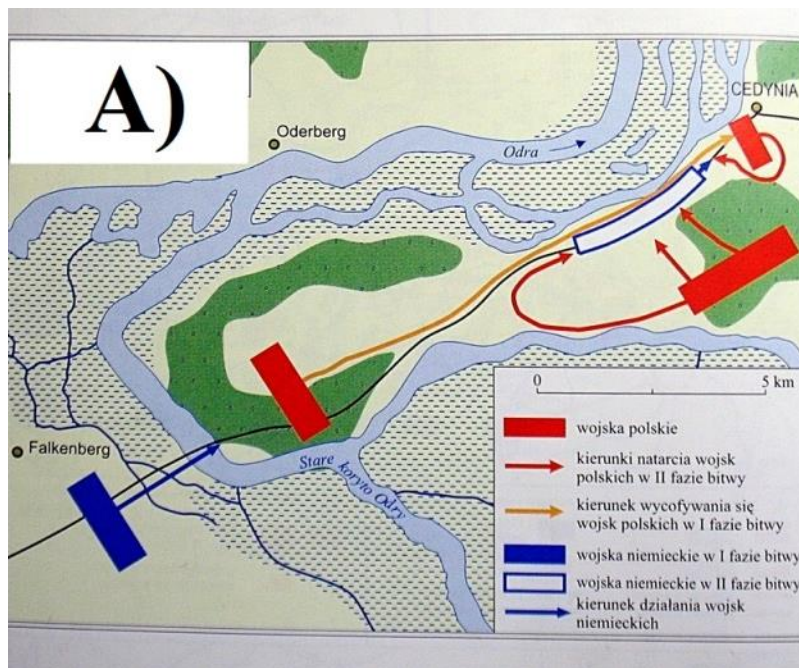 A)
CEDYNIA
Oderberg
Odra
Falkenberg
Stare koryto Odry
0 5 km
wojska polskie
kierunki natarcia wojsk
polskich w II fazie bitwy
kierunek wycofywania się
wojsk polskich w I fazie bitwy
wojska niemieckie w I fazie bitwy
wojska niemieckie w II fazie bitwy
kierunek działania wojsk
niemieckich